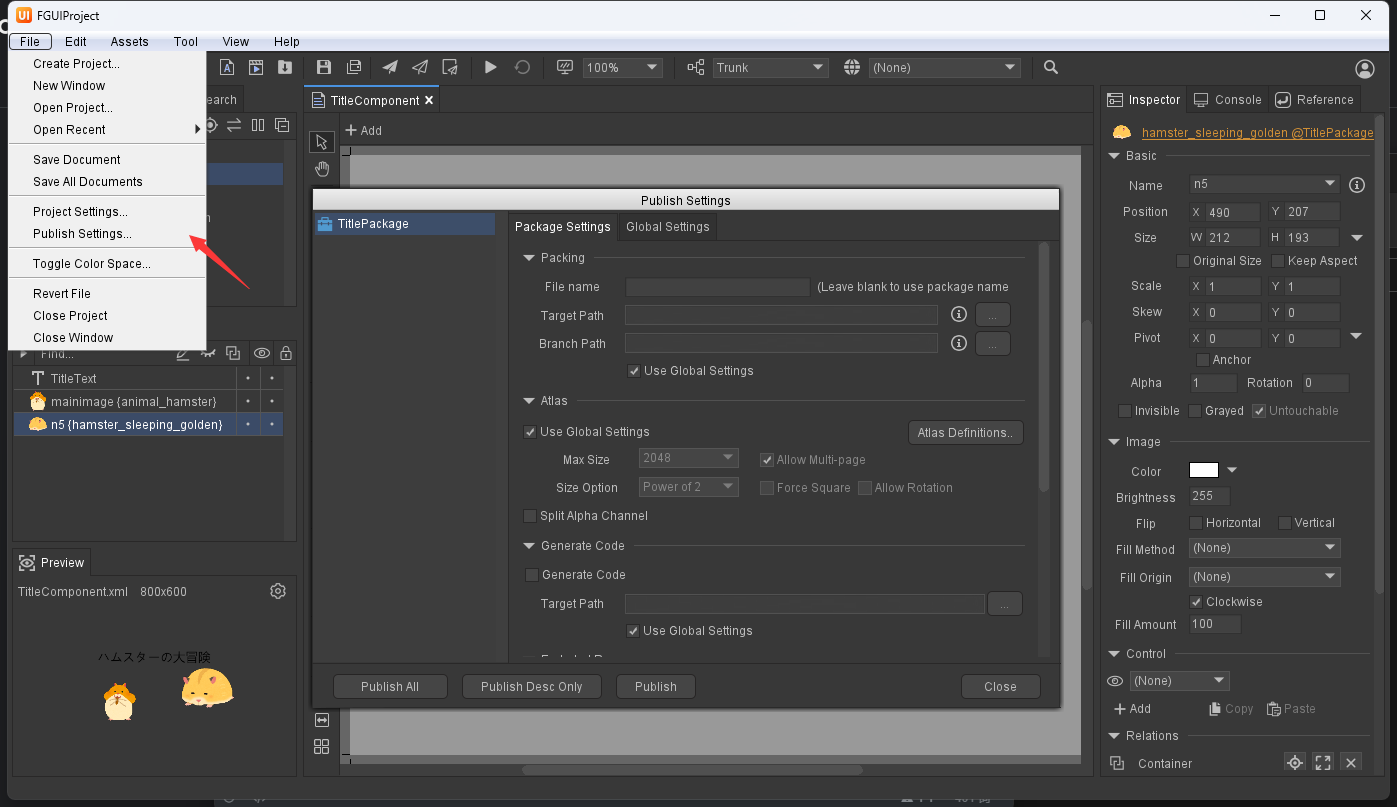 FGUIProject
File Edit Assets Tool View Help
Create Project...
New Window
Open Project...
Open Recent
Save Document
Save All Documents
Project Settings...
Publish Settings...
Toggle Color Space...
Revert File
Close Project
Close Window
100% Trunk (None)
earch
TitleComponent
Add
Find...
TitleText
mainimage {animal_hamster}
n5 {hamster_sleeping_golden}
Preview
TitleComponent.xml 800x600
ハムスターの大冒険
Publish Settings
TitlePackage
Package Settings Global Settings
Packing
File name (Leave blank to use package name
Target Path ...
Branch Path ...
Use Global Settings
Atlas
Use Global Settings Atlas Definitions..
Max Size 2048 Allow Multi-page
Size Option Power of 2 Force Square Allow Rotation
Split Alpha Channel
Generate Code
Generate Code
Target Path ...
Use Global Settings
Publish All Publish Desc Only Publish Close
Inspector Console Reference
hamster_sleeping_golden @TitlePackage
Basic
Name n5
Position X 490 Y 207
Size W 212 H 193
Original Size Keep Aspect
Scale X 1 Y 1
Skew X 0 Y 0
Pivot X 0 Y 0
Anchor
Alpha 1 Rotation 0
Invisible Grayed Untouchable
Image
Color
Brightness 255
Flip Horizontal Vertical
Fill Method (None)
Fill Origin (None)
Clockwise
Fill Amount 100
Control
(None)
Add Copy Paste
Relations
Container